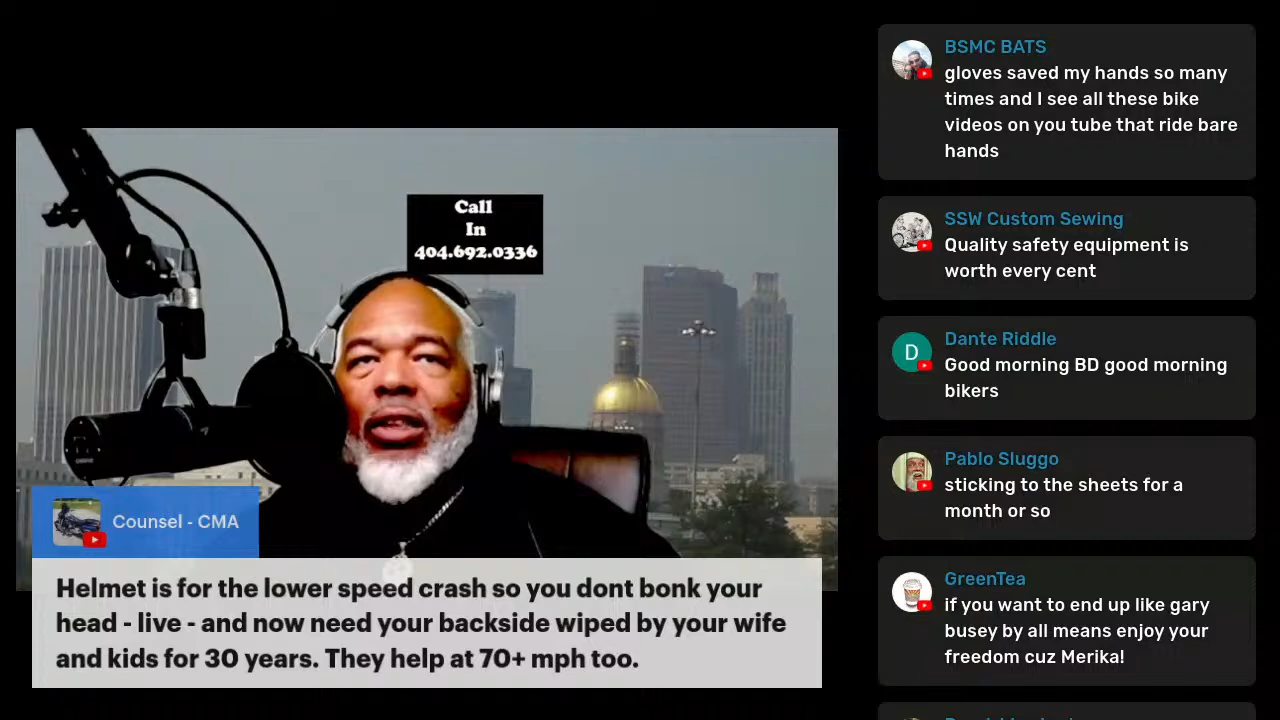 Call
In
404.692.0336
Counsel - CMA
Helmet is for the lower speed crash so you dont bonk your
head - live - and now need your backside wiped by your wife
and kids for 30 years. They help at 70+ mph too.
BSMC BATS
gloves saved my hands so many
times and I see all these bike
videos on you tube that ride bare
hands
SSW Custom Sewing
Quality safety equipment is
worth every cent
Dante Riddle
D
Good morning BD good morning
bikers
Pablo Sluggo
sticking to the sheets for a
month or so
GreenTea
if you want to end up like gary
busey by all means enjoy your
freedom cuz Merika!